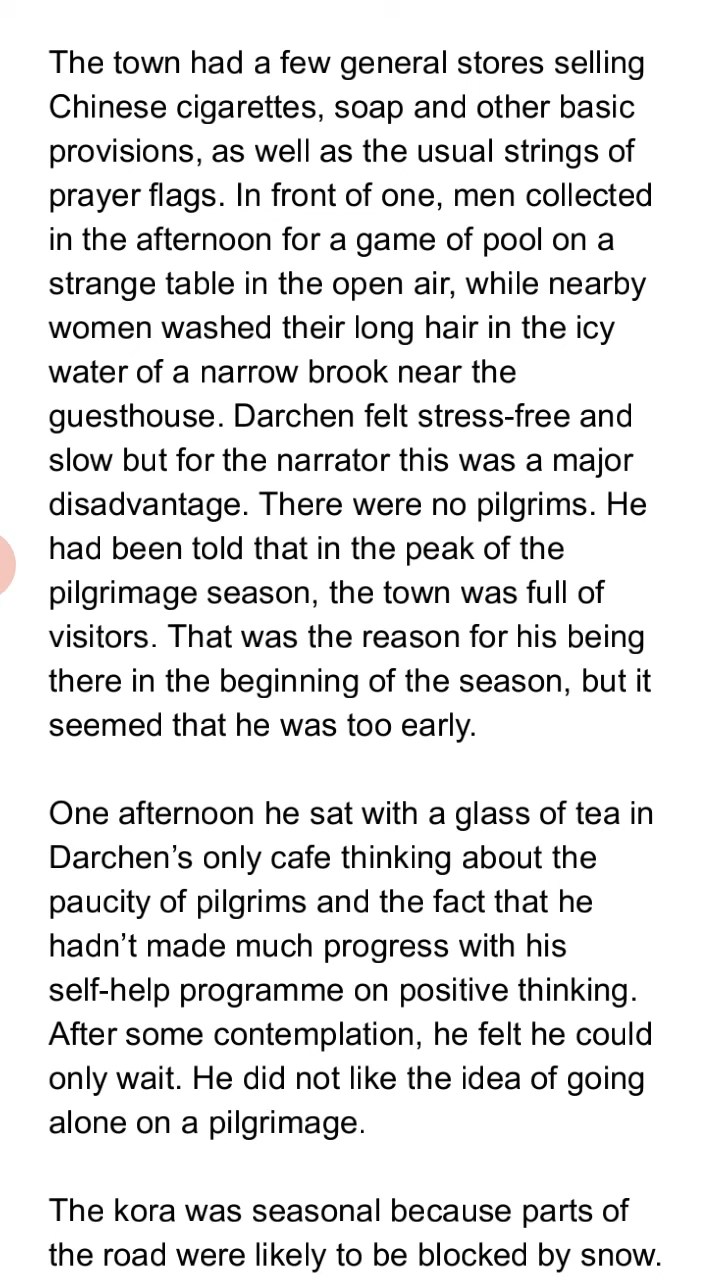 The town had a few general stores selling
Chinese cigarettes, soap and other basic
provisions, as well as the usual strings of
prayer flags. In front of one, men collected
in the afternoon for a game of pool on a
strange table in the open air, while nearby
women washed their long hair in the icy
water of a narrow brook near the
guesthouse. Darchen felt stress-free and
slow but for the narrator this was a major
disadvantage. There were no pilgrims. He
had been told that in the peak of the
pilgrimage season, the town was full of
visitors. That was the reason for his being
there in the beginning of the season, but it
seemed that he was too early.

One afternoon he sat with a glass of tea in
Darchen’s only cafe thinking about the
paucity of pilgrims and the fact that he
hadn’t made much progress with his
self-help programme on positive thinking.
After some contemplation, he felt he could
only wait. He did not like the idea of going
alone on a pilgrimage.

The kora was seasonal because parts of
the road were likely to be blocked by snow.